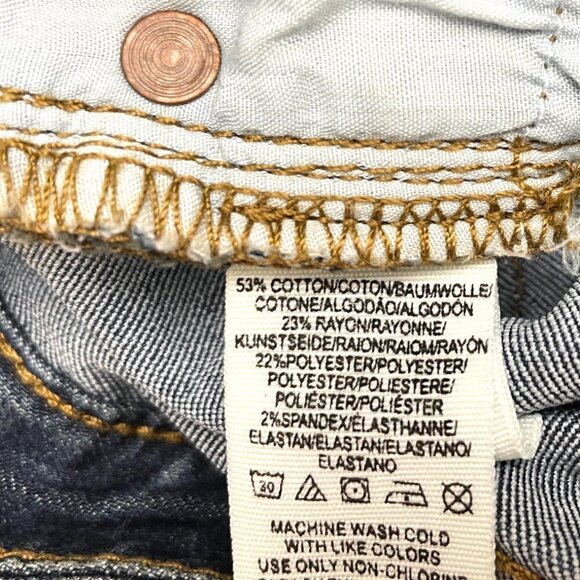 53% COTTON/COTON/BAUMWOLLE/
COTONE/ALGODÃO/ALGODÓN
23% RAYON/RAYONNE/
KUNSTSEIDE/RAION/RAIOM/RAYÓN
22%POLYESTER/POLYESTER/
POLYESTER/POLIESTERE/
POLIÉSTER/POLIÉSTER
2%SPANDEX/ÉLASTHANNE/
ELASTAN/ELASTAN/ELASTANO/
ELASTANO
30
MACHINE WASH COLD
WITH LIKE COLORS
USE ONLY NON-CHLORINE